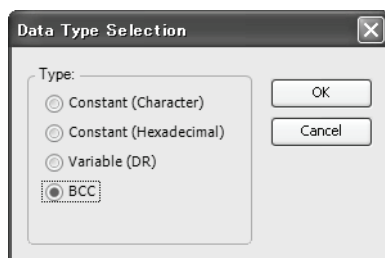 Data Type Selection
Type:
Constant (Character)
Constant (Hexadecimal)
Variable (DR)
BCC
OK
Cancel